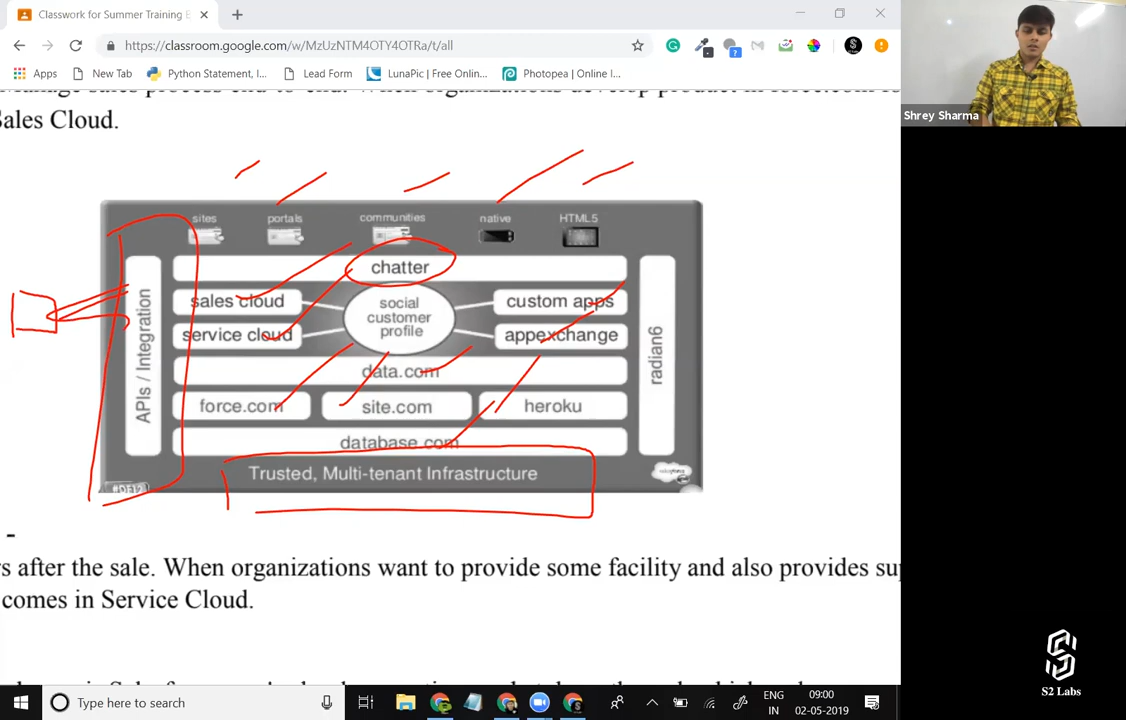 Classwork for Summer Training E
https://classroom.google.com/w/MzUzNTM4OTY4OTRa/t/all
Apps
New Tab
Python Statement, I...
Lead Form
LunaPic | Free Onlin...
Photopea | Online I...
Shrey Sharma
Sales Cloud.
sites portals communities native HTML5
chatter
sales cloud
social customer profile
custom apps
service cloud
appexchange
APIs / Integration
radian6
data.com
force.com site.com heroku
database.com
Trusted, Multi-tenant Infrastructure
#DF12
-
rs after the sale. When organizations want to provide some facility and also provides su
comes in Service Cloud.
S2 Labs
Type here to search
ENG
IN
09:00
02-05-2019